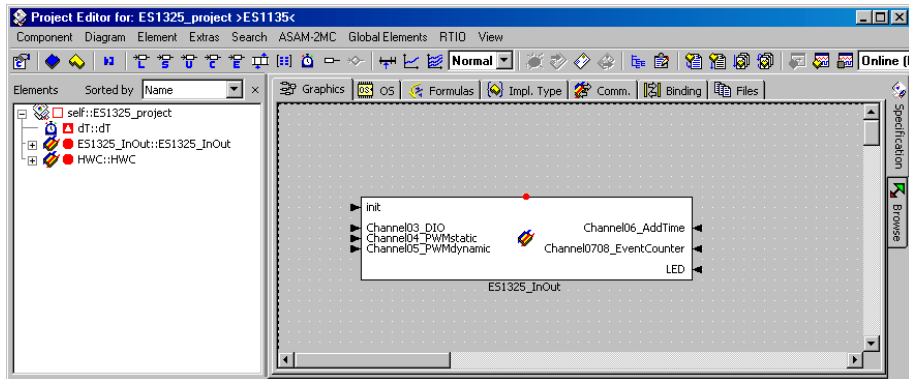 Project Editor for: ES1325_project >ES1135<
Component Diagram Element Extras Search ASAM-2MC Global Elements RTIO View
Normal Online
Elements Sorted by Name
Graphics OS Formulas Impl. Type Comm. Binding Files
self::ES1325_project
dT::dT
ES1325_InOut::ES1325_InOut
HWC::HWC
init
Channel03_DIO Channel06_AddTime
Channel04_PWMstatic
Channel05_PWMdynamic Channel0708_EventCounter
LED
ES1325_InOut
Specification
Browse